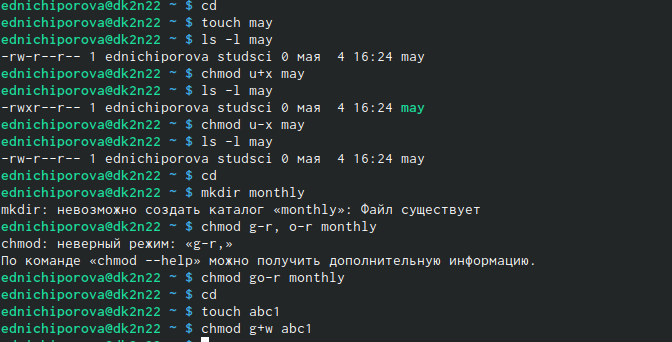 ednichiporova@dk2n22 ~ $ cd
ednichiporova@dk2n22 ~ $ touch may
ednichiporova@dk2n22 ~ $ ls -l may
-rw-r--r-- 1 ednichiporova studsci 0 мая  4 16:24 may
ednichiporova@dk2n22 ~ $ chmod u+x may
ednichiporova@dk2n22 ~ $ ls -l may
-rwxr--r-- 1 ednichiporova studsci 0 мая  4 16:24 may
ednichiporova@dk2n22 ~ $ chmod u-x may
ednichiporova@dk2n22 ~ $ ls -l may
-rw-r--r-- 1 ednichiporova studsci 0 мая  4 16:24 may
ednichiporova@dk2n22 ~ $ cd
ednichiporova@dk2n22 ~ $ mkdir monthly
mkdir: невозможно создать каталог «monthly»: Файл существует
ednichiporova@dk2n22 ~ $ chmod g-r, o-r monthly
chmod: неверный режим: «g-r,»
По команде «chmod --help» можно получить дополнительную информацию.
ednichiporova@dk2n22 ~ $ chmod go-r monthly
ednichiporova@dk2n22 ~ $ cd
ednichiporova@dk2n22 ~ $ touch abc1
ednichiporova@dk2n22 ~ $ chmod g+w abc1